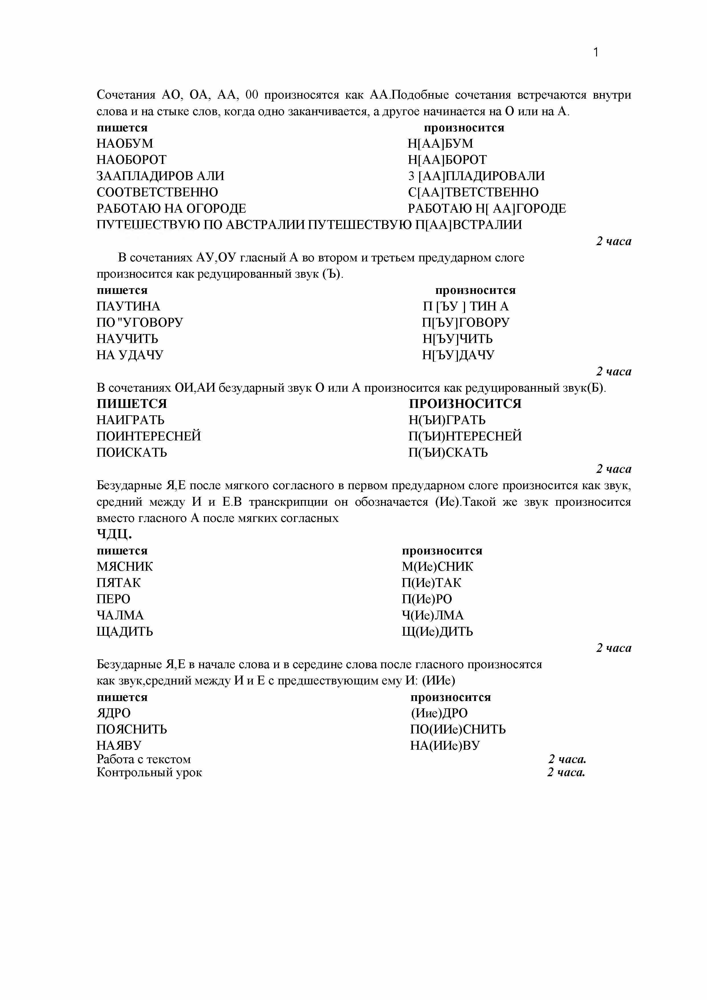 1
Сочетания АО, ОА, АА, 00 произносятся как АА.Подобные сочетания встречаются внутри
слова и на стыке слов, когда одно заканчивается, а другое начинается на О или на А.
пишется произносится
НАОБУМ Н[АА]БУМ
НАОБОРОТ Н[АА]БОРОТ
ЗААПЛАДИРОВ АЛИ З [АА]ПЛАДИРОВАЛИ
СООТВЕТСТВЕННО С[АА]ТВЕТСТВЕННО
РАБОТАЮ НА ОГОРОДЕ РАБОТАЮ Н[ АА]ГОРОДЕ
ПУТЕШЕСТВУЮ ПО АВСТРАЛИИ ПУТЕШЕСТВУЮ П[АА]ВСТРАЛИИ
2 часа
В сочетаниях АУ,ОУ гласный А во втором и третьем предударном слоге
произносится как редуцированный звук (Ъ).
пишется произносится
ПАУТИНА П [ЪУ ] ТИН А
ПО "УГОВОРУ П[ЪУ]ГОВОРУ
НАУЧИТЬ Н[ЪУ]ЧИТЬ
НА УДАЧУ Н[ЪУ]ДАЧУ
2 часа
В сочетаниях ОИ,АИ безударный звук О или А произносится как редуцированный звук(Б).
ПИШЕТСЯ ПРОИЗНОСИТСЯ
НАИГРАТЬ Н(ЪИ)ГРАТЬ
ПОИНТЕРЕСНЕЙ П(ЪИ)НТЕРЕСНЕЙ
ПОИСКАТЬ П(ЪИ)СКАТЬ
2 часа
Безударные Я,Е после мягкого согласного в первом предударном слоге произносится как звук,
средний между И и Е.В транскрипции он обозначается (Ие).Такой же звук произносится
вместо гласного А после мягких согласных
ЧДЦ.
пишется произносится
МЯСНИК М(Ие)СНИК
ПЯТАК П(Ие)ТАК
ПЕРО П(Ие)РО
ЧАЛМА Ч(Ие)ЛМА
ЩАДИТЬ Щ(Ие)ДИТЬ
2 часа
Безударные Я,Е в начале слова и в середине слова после гласного произносятся
как звук,средний между И и Е с предшествующим ему И: (ИИе)
пишется произносится
ЯДРО (Иие)ДРО
ПОЯСНИТЬ ПО(ИИе)СНИТЬ
НАЯВУ НА(ИИе)ВУ
Работа с текстом 2 часа.
Контрольный урок 2 часа.